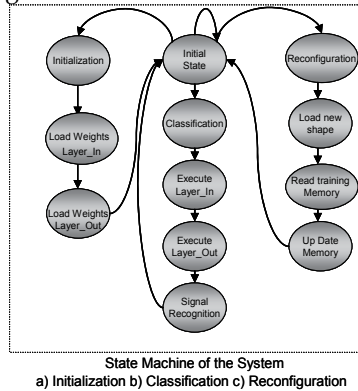 Initialization
Load Weights
Layer_In
Load Weights
Layer_Out
Initial
State
Classification
Execute
Layer_In
Execute
Layer_Out
Signal
Recognition
Reconfiguration
Load new
shape
Read training
Memory
Up Date
Memory
State Machine of the System
a) Initialization b) Classification c) Reconfiguration